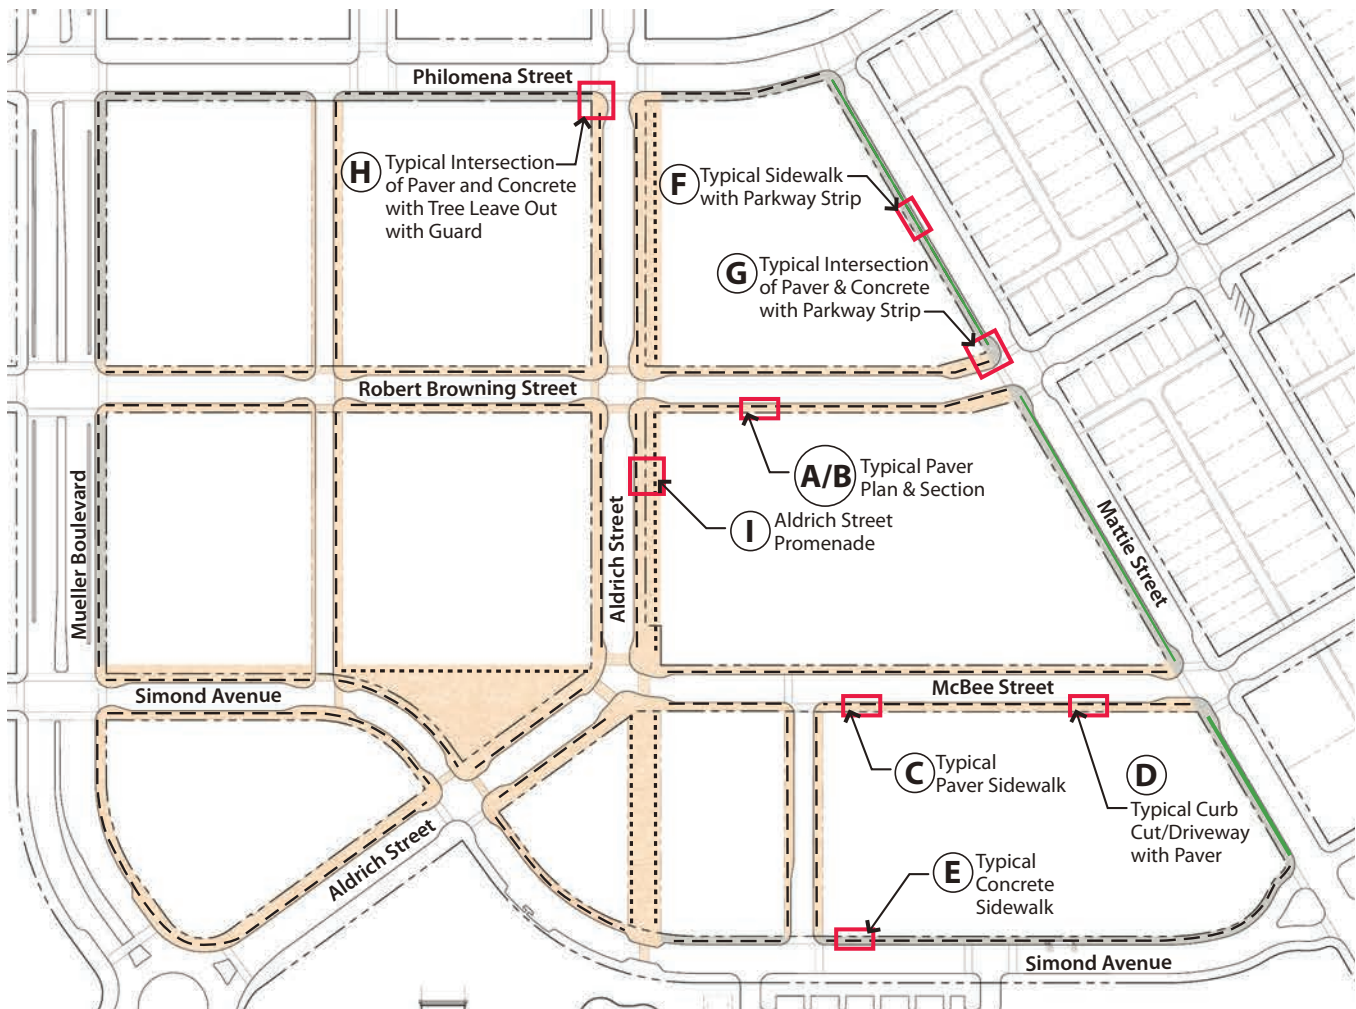 Philomena Street
H
Typical Intersection
of Paver and Concrete
with Tree Leave Out
with Guard
F
Typical Sidewalk
with Parkway Strip
G
Typical Intersection
of Paver & Concrete
with Parkway Strip
Robert Browning Street
A/B
Typical Paver
Plan & Section
I
Aldrich Street
Promenade
Mueller Boulevard
Aldrich Street
Mattie Street
Simond Avenue
McBee Street
C
Typical
Paver Sidewalk
D
Typical Curb
Cut/Driveway
with Paver
Aldrich Street
E
Typical
Concrete
Sidewalk
Simond Avenue